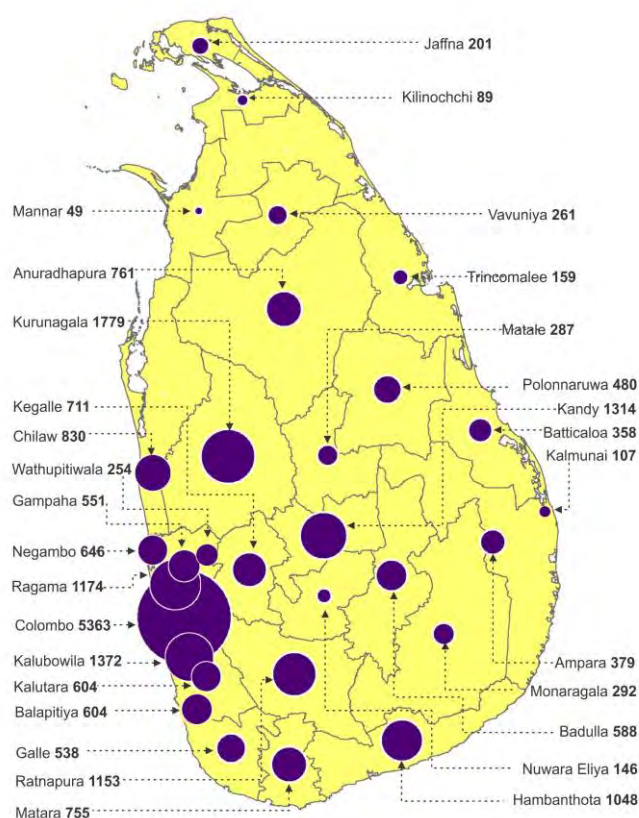 Jaffna 201
Kilinochchi 89
Mannar 49
Vavuniya 261
Anuradhapura 761
Trincomalee 159
Kurunagala 1779
Matale 287
Polonnaruwa 480
Kegalle 711
Kandy 1314
Chilaw 830
Batticaloa 358
Wathupitiwala 254
Kalmunai 107
Gampaha 551
Negambo 646
Ragama 1174
Colombo 5363
Kalubowila 1372
Ampara 379
Kalutara 604
Monaragala 292
Balapitiya 604
Badulla 588
Galle 538
Nuwara Eliya 146
Ratnapura 1153
Hambanthota 1048
Matara 755